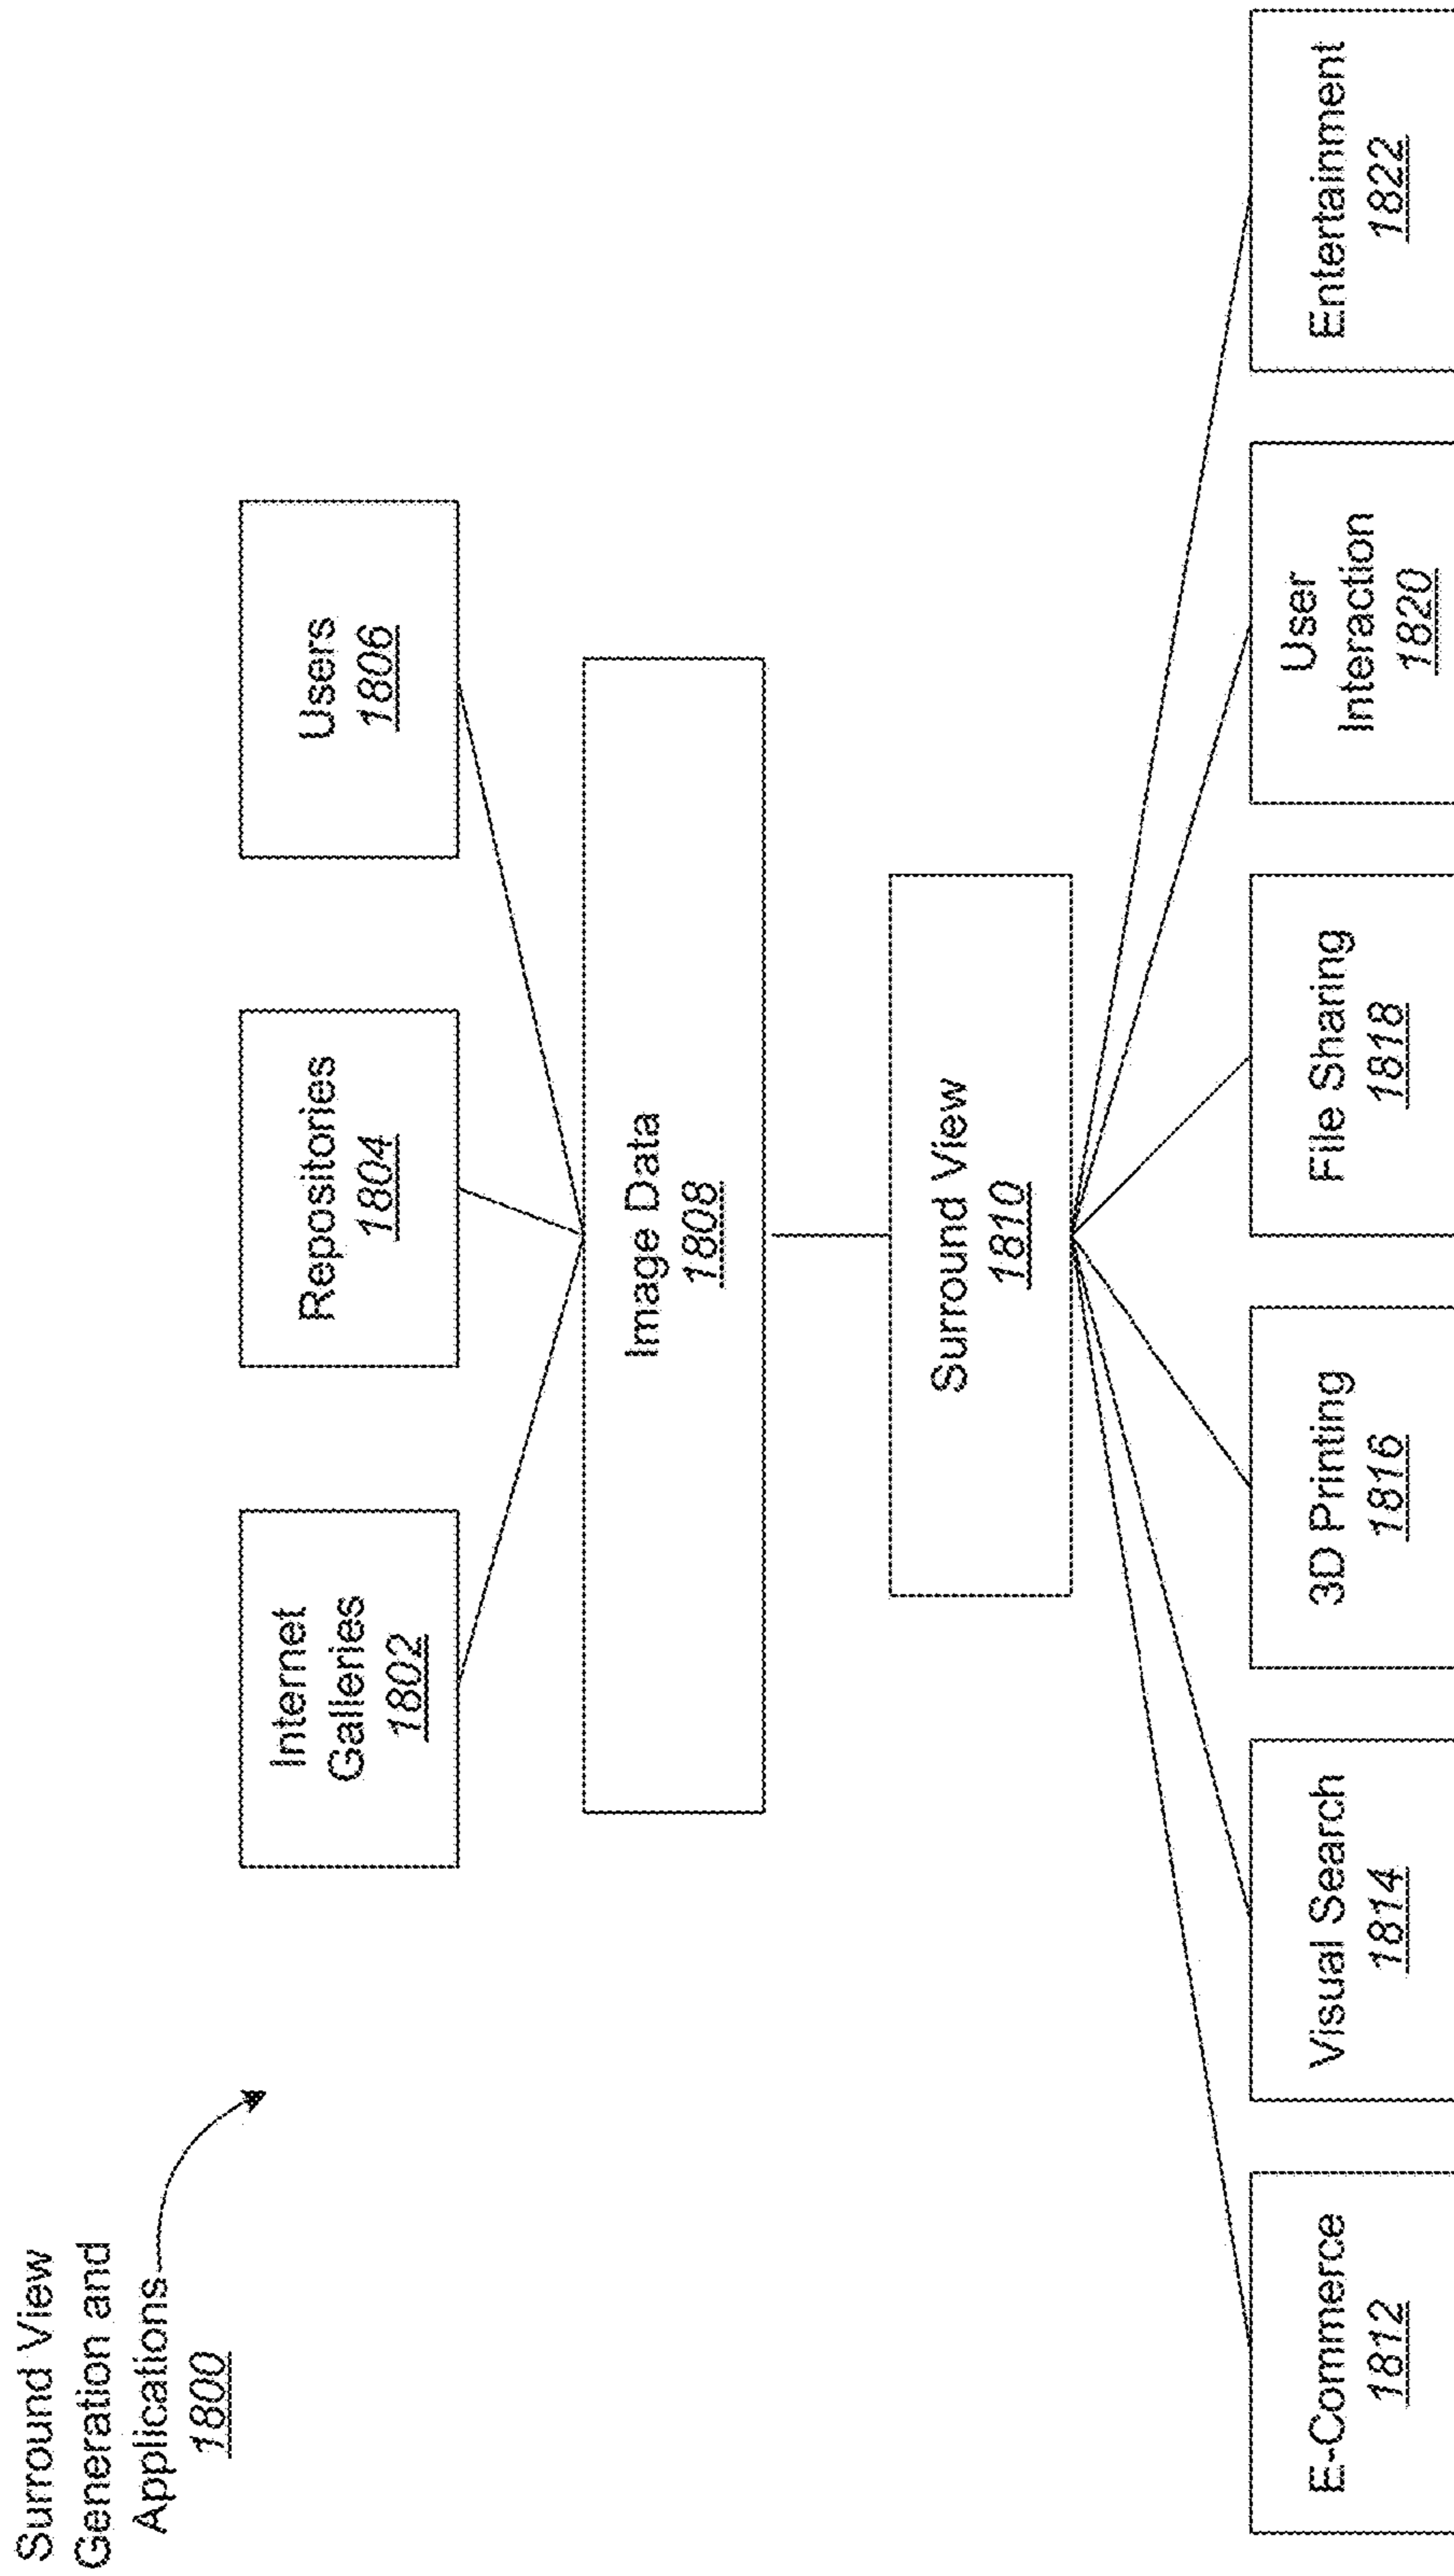 Surround View
Generation and
Applications
1800
Internet
Galleries
1802
Repositories
1804
Users
1806
Image Data
1808
Surround View
1810
E-Commerce
1812
Visual Search
1814
3D Printing
1816
File Sharing
1818
User
Interaction
1820
Entertainment
1822